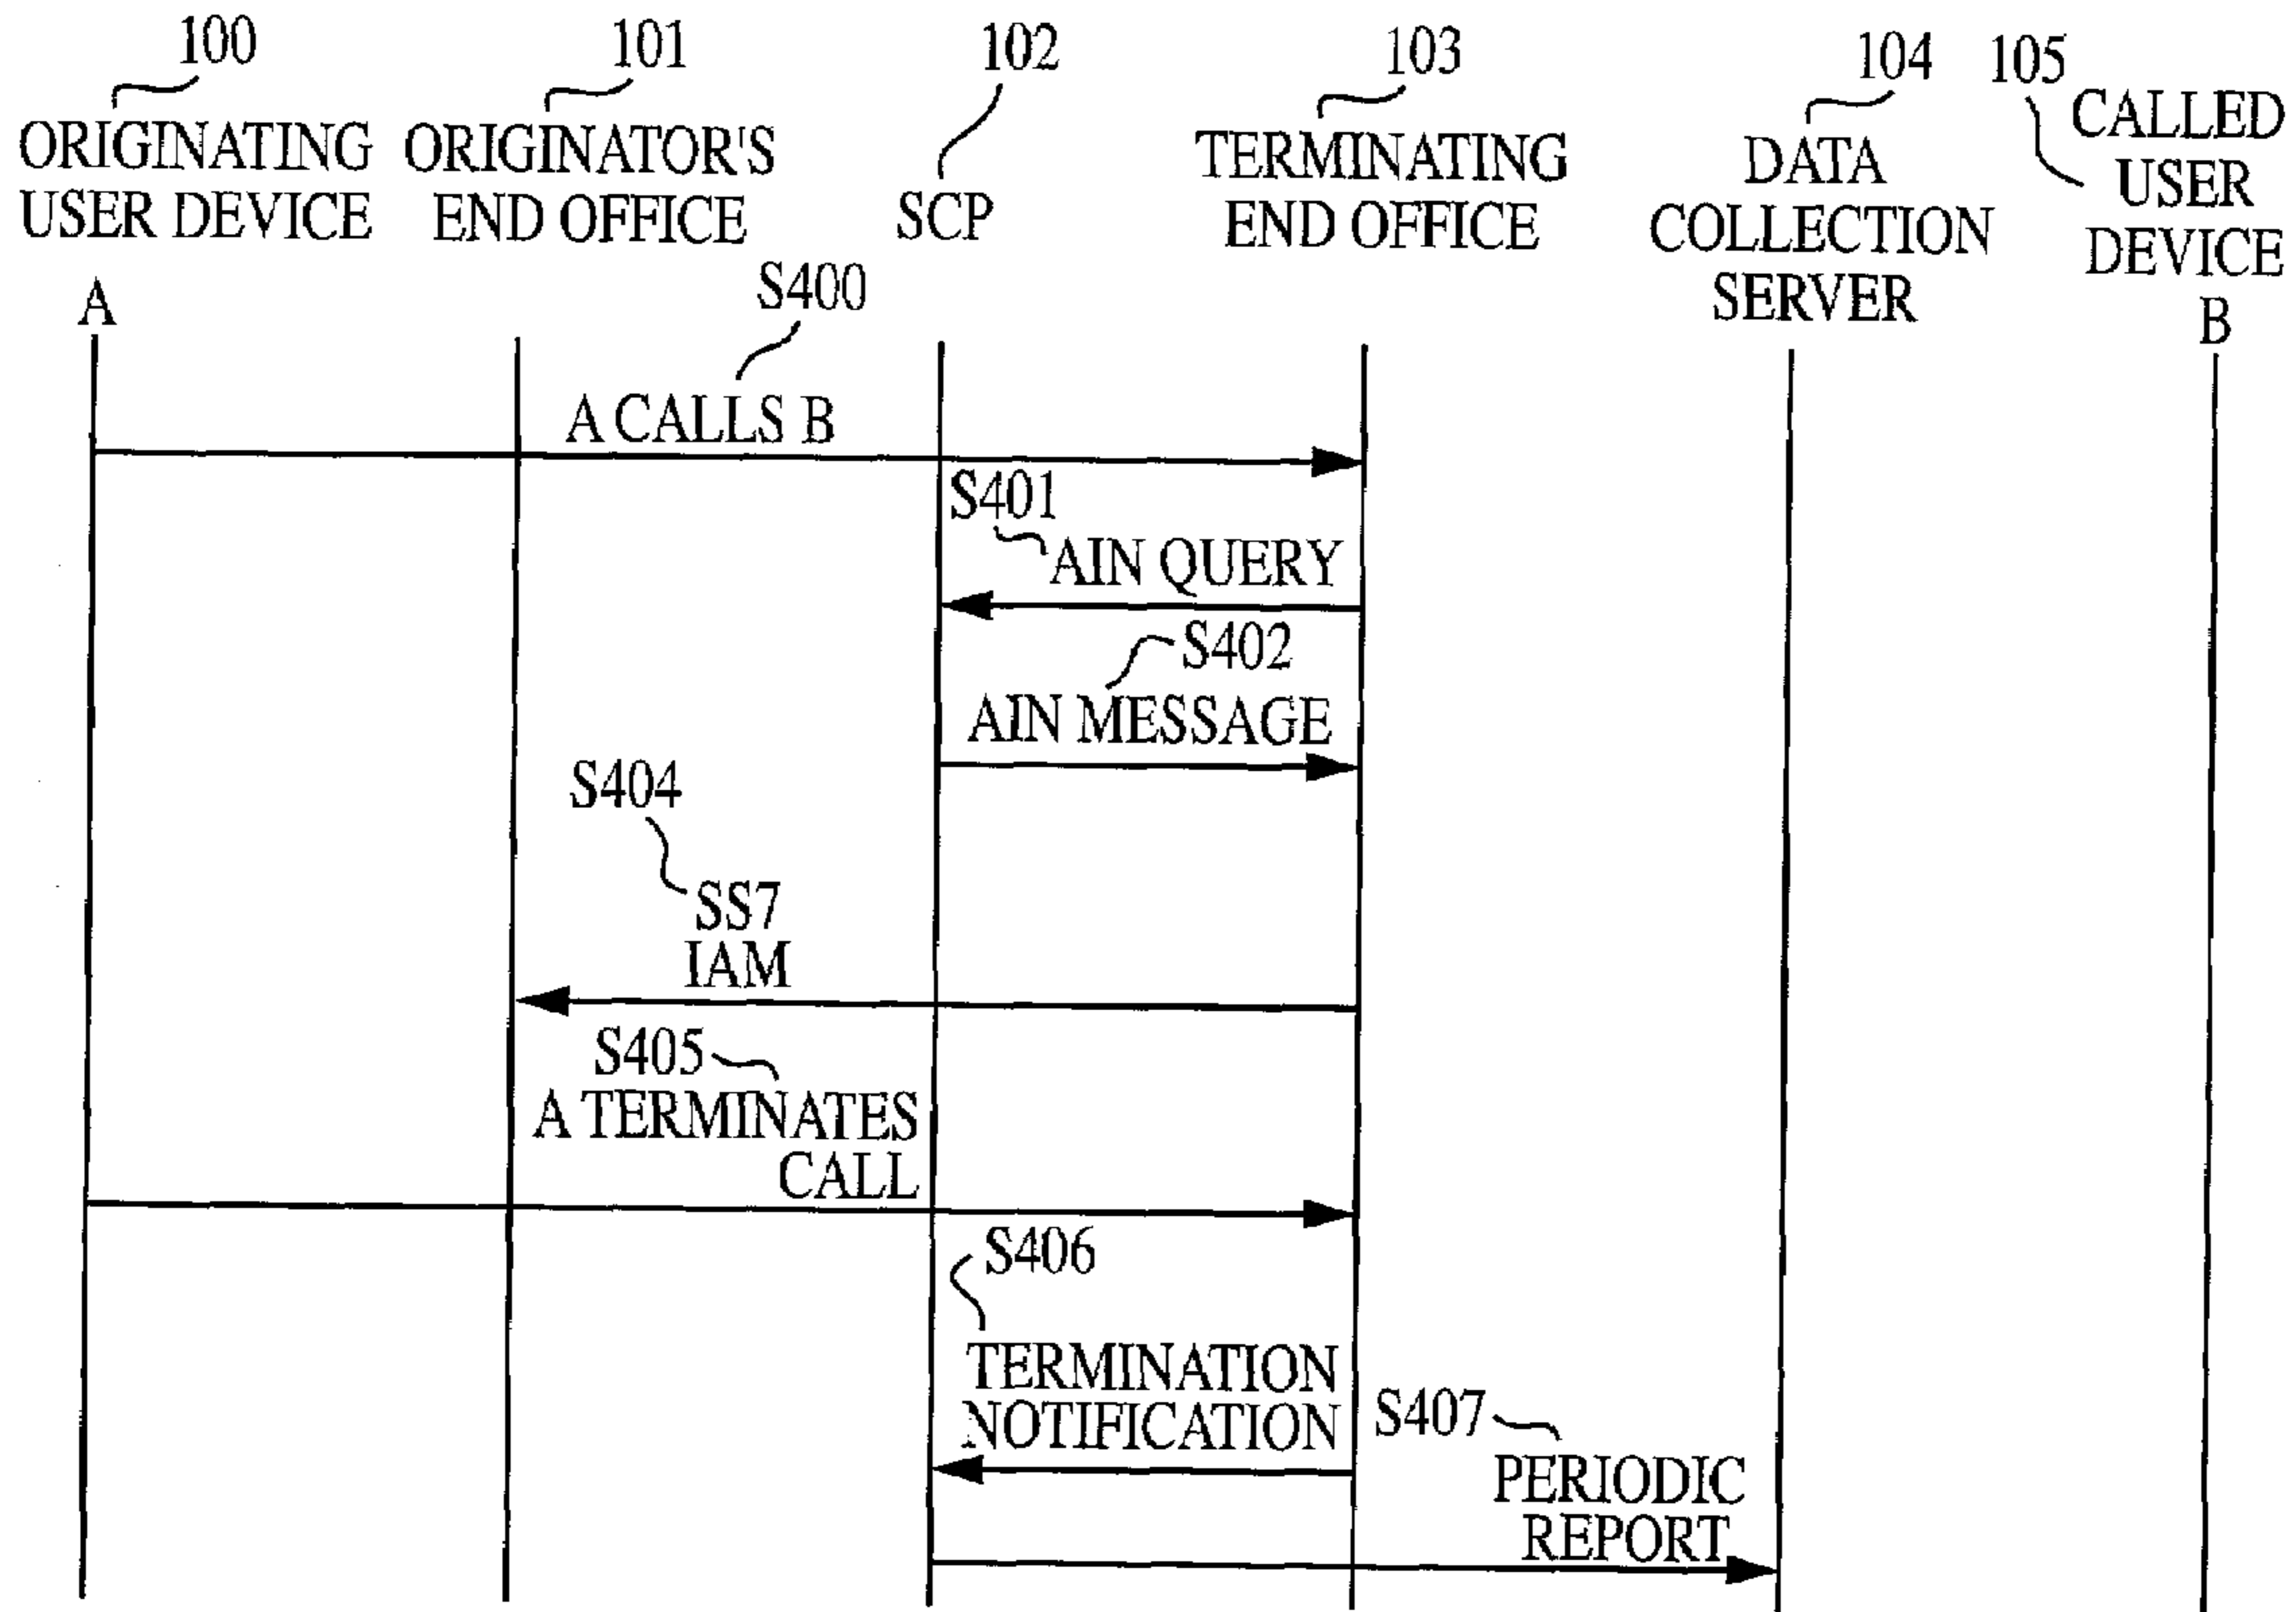 100
101
102
103
104
105
ORIGINATING
USER DEVICE
A
ORIGINATOR'S
END OFFICE
SCP
TERMINATING
END OFFICE
DATA
COLLECTION
SERVER
CALLED
USER
DEVICE
B
S400
A CALLS B
S401
AIN QUERY
S402
AIN MESSAGE
S404
SS7
IAM
S405
A TERMINATES
CALL
S406
TERMINATION
NOTIFICATION
S407
PERIODIC
REPORT